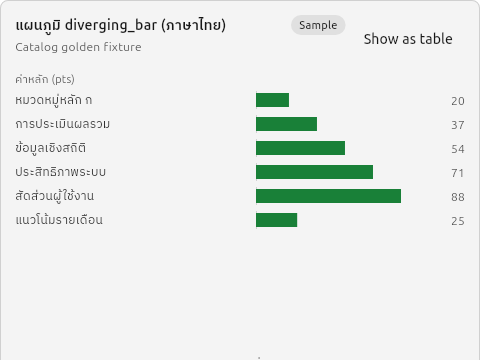 แผนภูมิ diverging_bar (ภาษาไทย)
Sample
Show as table
Catalog golden fixture
ค่าหลัก (pts)
หมวดหมู่หลัก ก 20
การประเมินผลรวม 37
ข้อมูลเชิงสถิติ 54
ประสิทธิภาพระบบ 71
สัดส่วนผู้ใช้งาน 88
แนวโน้มรายเดือน 25